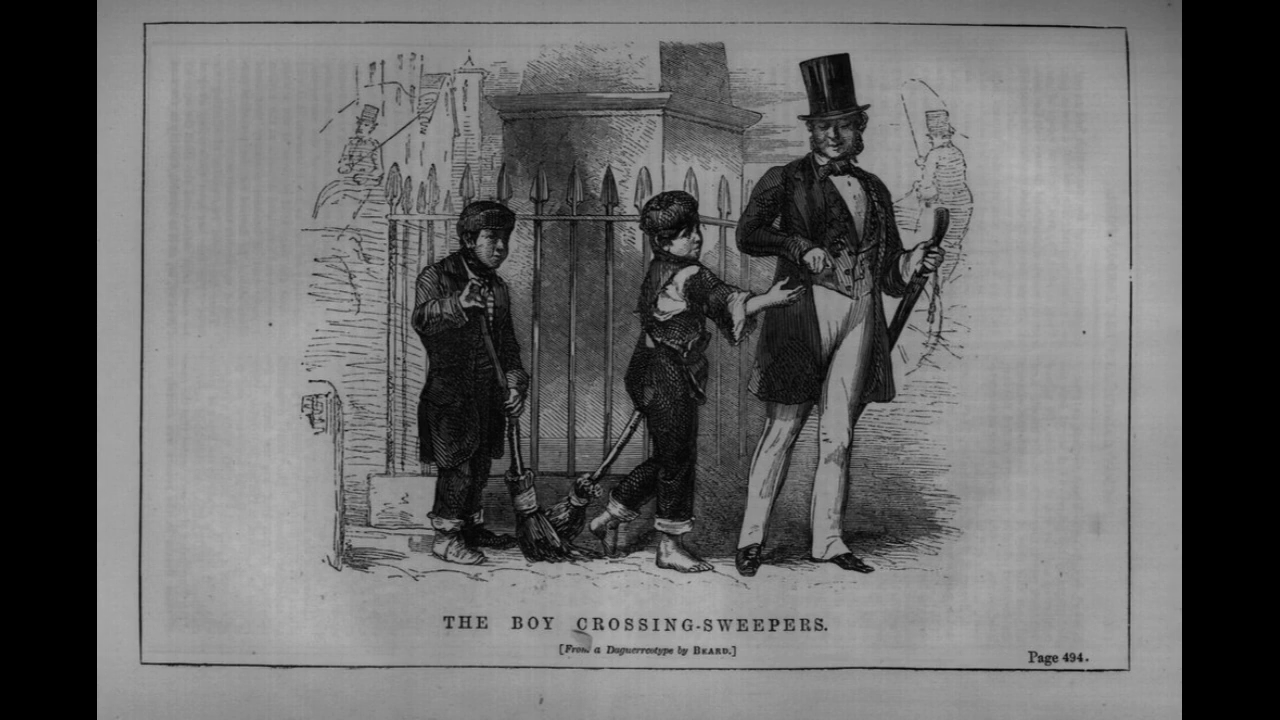 THE BOY CROSSING-SWEEPERS.
[From a Daguerreotype by BEARD.]
Page 494.